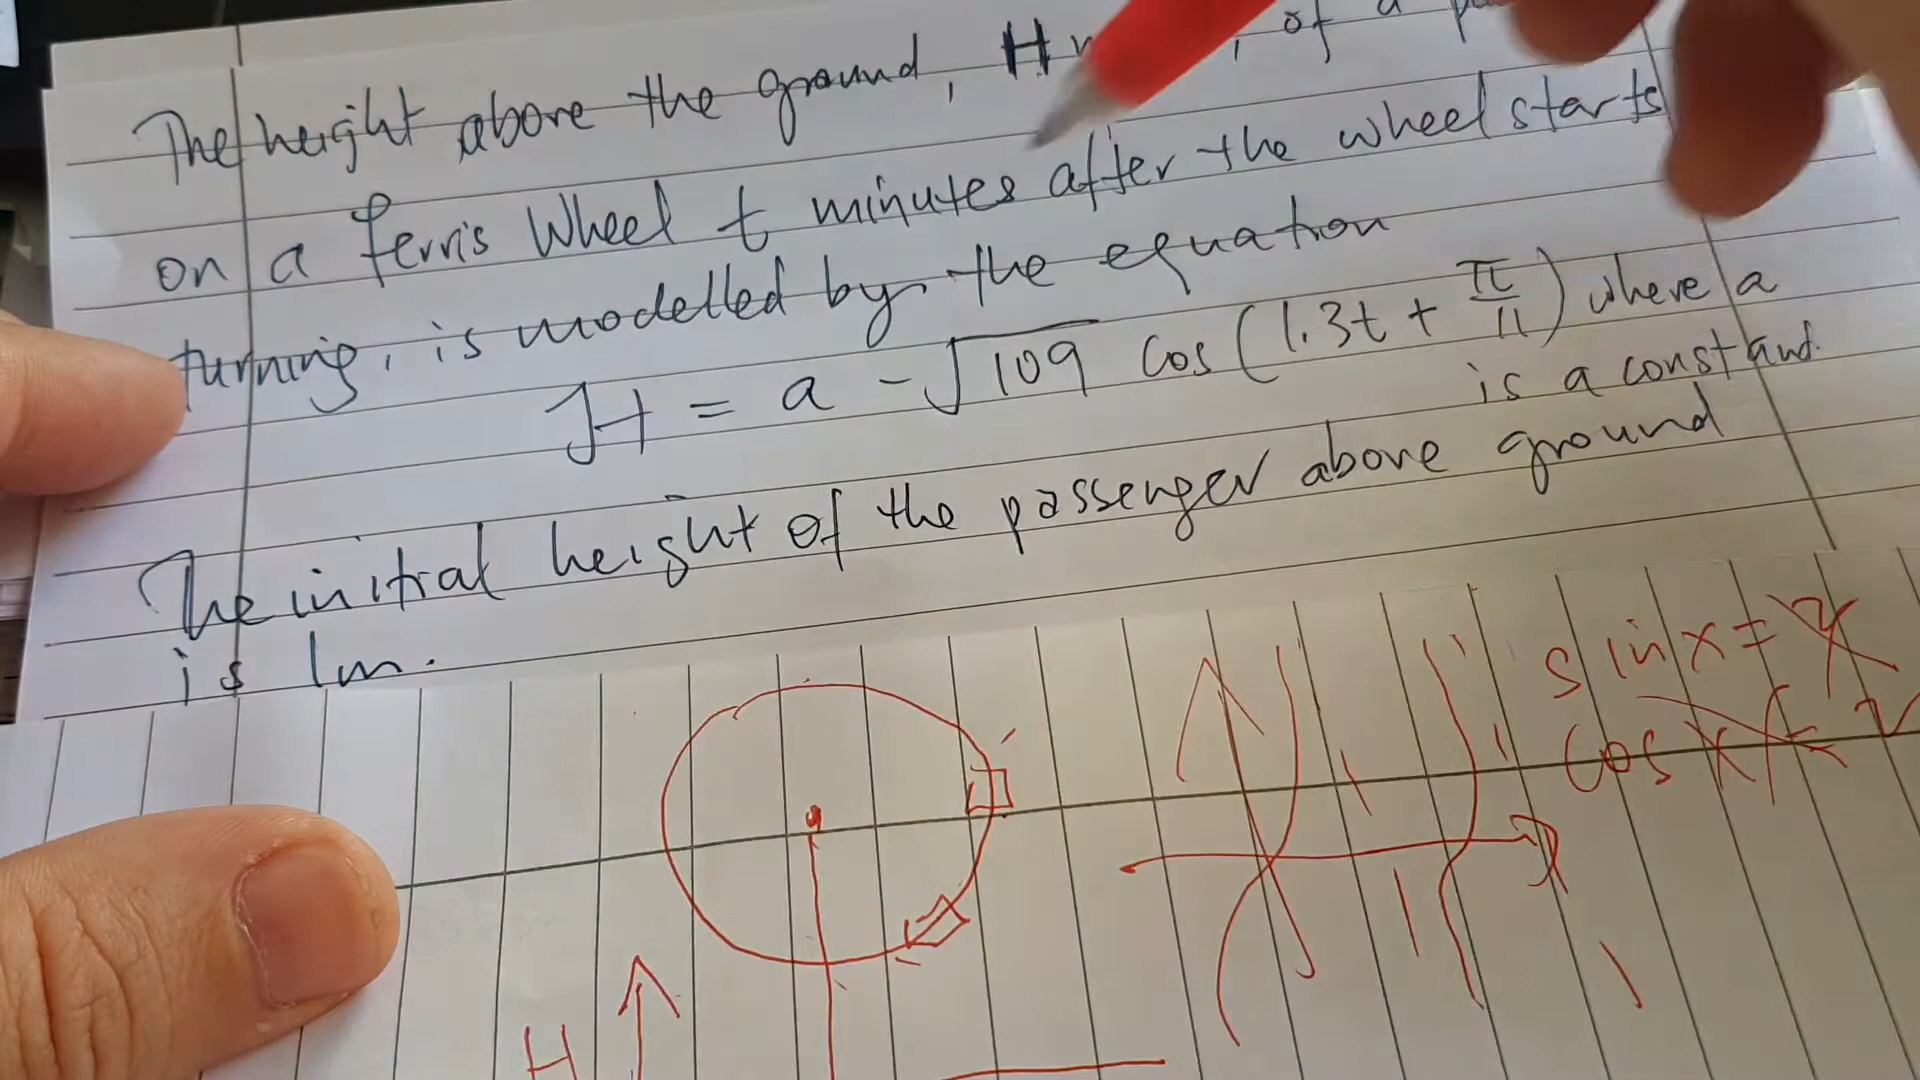 The height above the ground, H of a
on a ferris Wheel t minutes after the wheel starts
turning, is modelled by the equation
H = a - √109 cos (1.3t + π/11) where a
is a constant.
The initial height of the passenger above ground
is 1m.
sin x = y
cos x
H